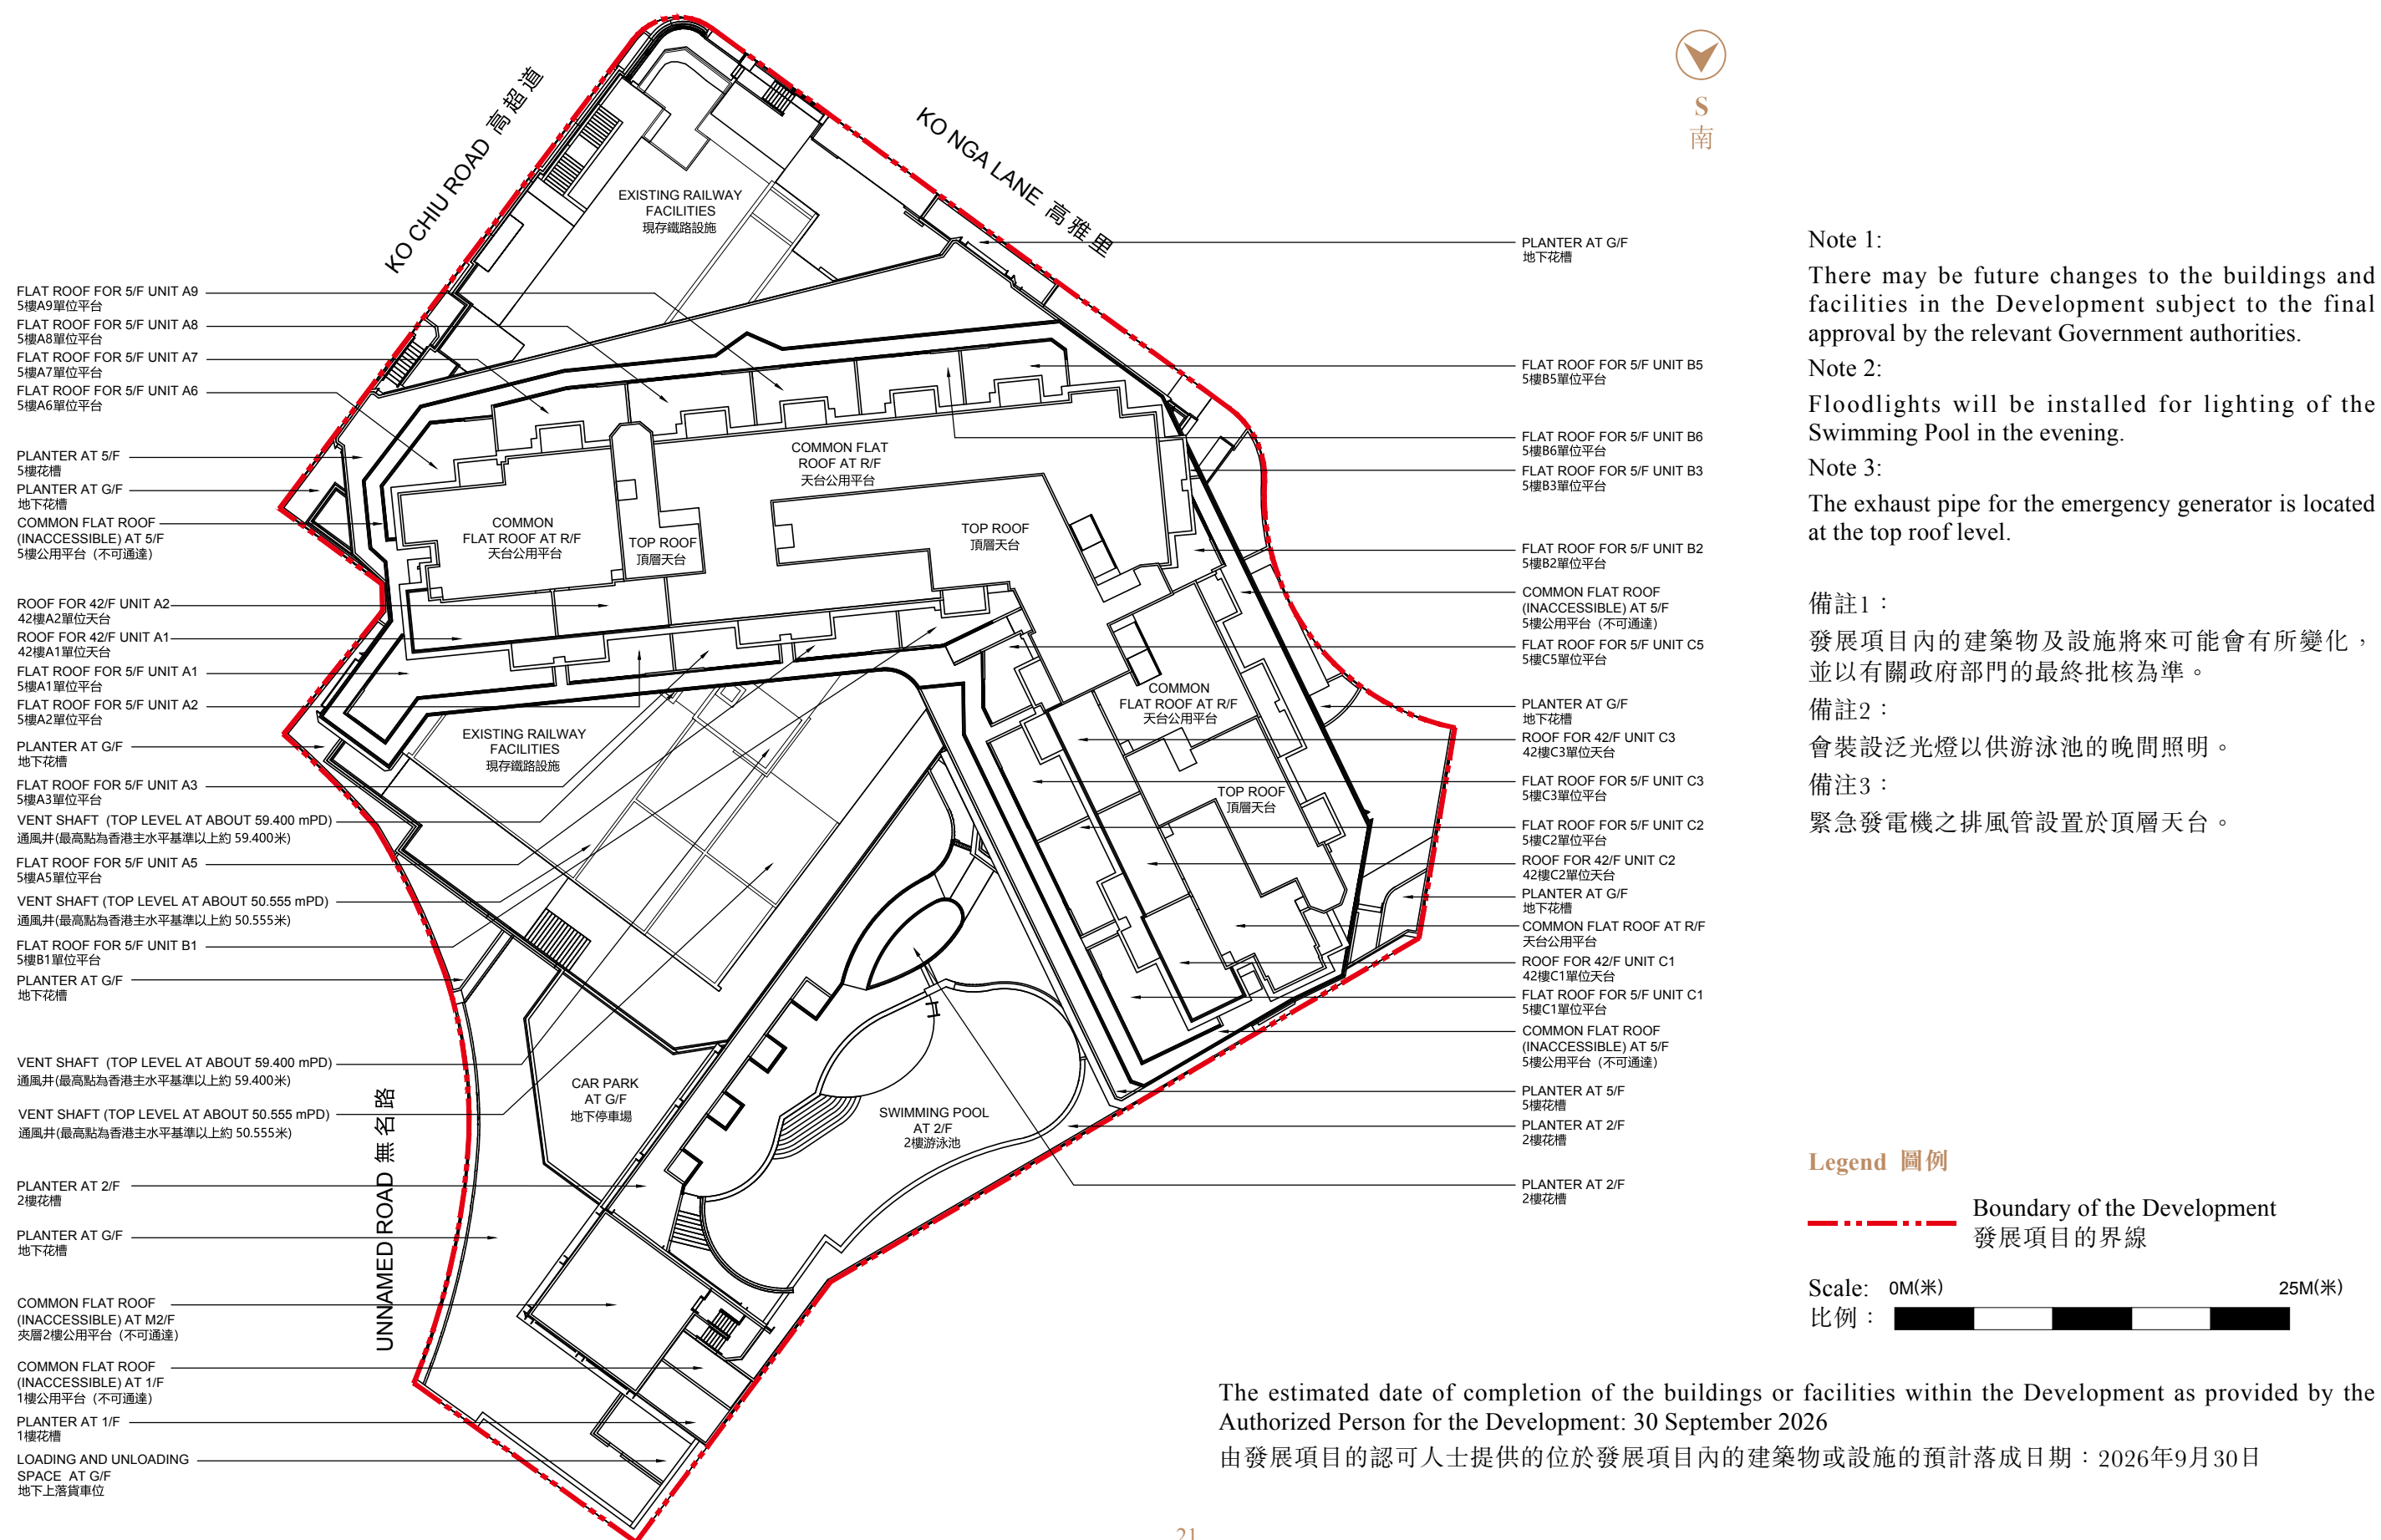 KO CHIU ROAD 高超道
KO NGA LANE 高雅里
UNNAMED ROAD 無名路
S
南
EXISTING RAILWAY
FACILITIES
現存鐵路設施
COMMON FLAT
ROOF AT R/F
天台公用平台
COMMON
FLAT ROOF AT R/F
天台公用平台
TOP ROOF
頂層天台
TOP ROOF
頂層天台
COMMON
FLAT ROOF AT R/F
天台公用平台
TOP ROOF
頂層天台
EXISTING RAILWAY
FACILITIES
現存鐵路設施
CAR PARK
AT G/F
地下停車場
SWIMMING POOL
AT 2/F
2樓游泳池
FLAT ROOF FOR 5/F UNIT A9
5樓A9單位平台
FLAT ROOF FOR 5/F UNIT A8
5樓A8單位平台
FLAT ROOF FOR 5/F UNIT A7
5樓A7單位平台
FLAT ROOF FOR 5/F UNIT A6
5樓A6單位平台
PLANTER AT 5/F
5樓花槽
PLANTER AT G/F
地下花槽
COMMON FLAT ROOF
(INACCESSIBLE) AT 5/F
5樓公用平台 (不可通達)
ROOF FOR 42/F UNIT A2
42樓A2單位天台
ROOF FOR 42/F UNIT A1
42樓A1單位天台
FLAT ROOF FOR 5/F UNIT A1
5樓A1單位平台
FLAT ROOF FOR 5/F UNIT A2
5樓A2單位平台
PLANTER AT G/F
地下花槽
FLAT ROOF FOR 5/F UNIT A3
5樓A3單位平台
VENT SHAFT (TOP LEVEL AT ABOUT 59.400 mPD)
通風井(最高點為香港主水平基準以上約 59.400米)
FLAT ROOF FOR 5/F UNIT A5
5樓A5單位平台
VENT SHAFT (TOP LEVEL AT ABOUT 50.555 mPD)
通風井(最高點為香港主水平基準以上約 50.555米)
FLAT ROOF FOR 5/F UNIT B1
5樓B1單位平台
PLANTER AT G/F
地下花槽
VENT SHAFT (TOP LEVEL AT ABOUT 59.400 mPD)
通風井(最高點為香港主水平基準以上約 59.400米)
VENT SHAFT (TOP LEVEL AT ABOUT 50.555 mPD)
通風井(最高點為香港主水平基準以上約 50.555米)
PLANTER AT 2/F
2樓花槽
PLANTER AT G/F
地下花槽
COMMON FLAT ROOF
(INACCESSIBLE) AT M2/F
夾層2樓公用平台 (不可通達)
COMMON FLAT ROOF
(INACCESSIBLE) AT 1/F
1樓公用平台 (不可通達)
PLANTER AT 1/F
1樓花槽
LOADING AND UNLOADING
SPACE AT G/F
地下上落貨車位
PLANTER AT G/F
地下花槽
FLAT ROOF FOR 5/F UNIT B5
5樓B5單位平台
FLAT ROOF FOR 5/F UNIT B6
5樓B6單位平台
FLAT ROOF FOR 5/F UNIT B3
5樓B3單位平台
FLAT ROOF FOR 5/F UNIT B2
5樓B2單位平台
COMMON FLAT ROOF
(INACCESSIBLE) AT 5/F
5樓公用平台 (不可通達)
FLAT ROOF FOR 5/F UNIT C5
5樓C5單位平台
PLANTER AT G/F
地下花槽
ROOF FOR 42/F UNIT C3
42樓C3單位天台
FLAT ROOF FOR 5/F UNIT C3
5樓C3單位平台
FLAT ROOF FOR 5/F UNIT C2
5樓C2單位平台
ROOF FOR 42/F UNIT C2
42樓C2單位天台
PLANTER AT G/F
地下花槽
COMMON FLAT ROOF AT R/F
天台公用平台
ROOF FOR 42/F UNIT C1
42樓C1單位天台
FLAT ROOF FOR 5/F UNIT C1
5樓C1單位平台
COMMON FLAT ROOF
(INACCESSIBLE) AT 5/F
5樓公用平台 (不可通達)
PLANTER AT 5/F
5樓花槽
PLANTER AT 2/F
2樓花槽
PLANTER AT 2/F
2樓花槽
Note 1:
There may be future changes to the buildings and
facilities in the Development subject to the final
approval by the relevant Government authorities.
Note 2:
Floodlights will be installed for lighting of the
Swimming Pool in the evening.
Note 3:
The exhaust pipe for the emergency generator is located
at the top roof level.
備註1：
發展項目內的建築物及設施將來可能會有所變化，
並以有關政府部門的最終批核為準。
備註2：
會裝設泛光燈以供游泳池的晚間照明。
備注3：
緊急發電機之排風管設置於頂層天台。
Legend 圖例
Boundary of the Development
發展項目的界線
Scale: 0M(米) 25M(米)
比例：
The estimated date of completion of the buildings or facilities within the Development as provided by the
Authorized Person for the Development: 30 September 2026
由發展項目的認可人士提供的位於發展項目內的建築物或設施的預計落成日期：2026年9月30日
21